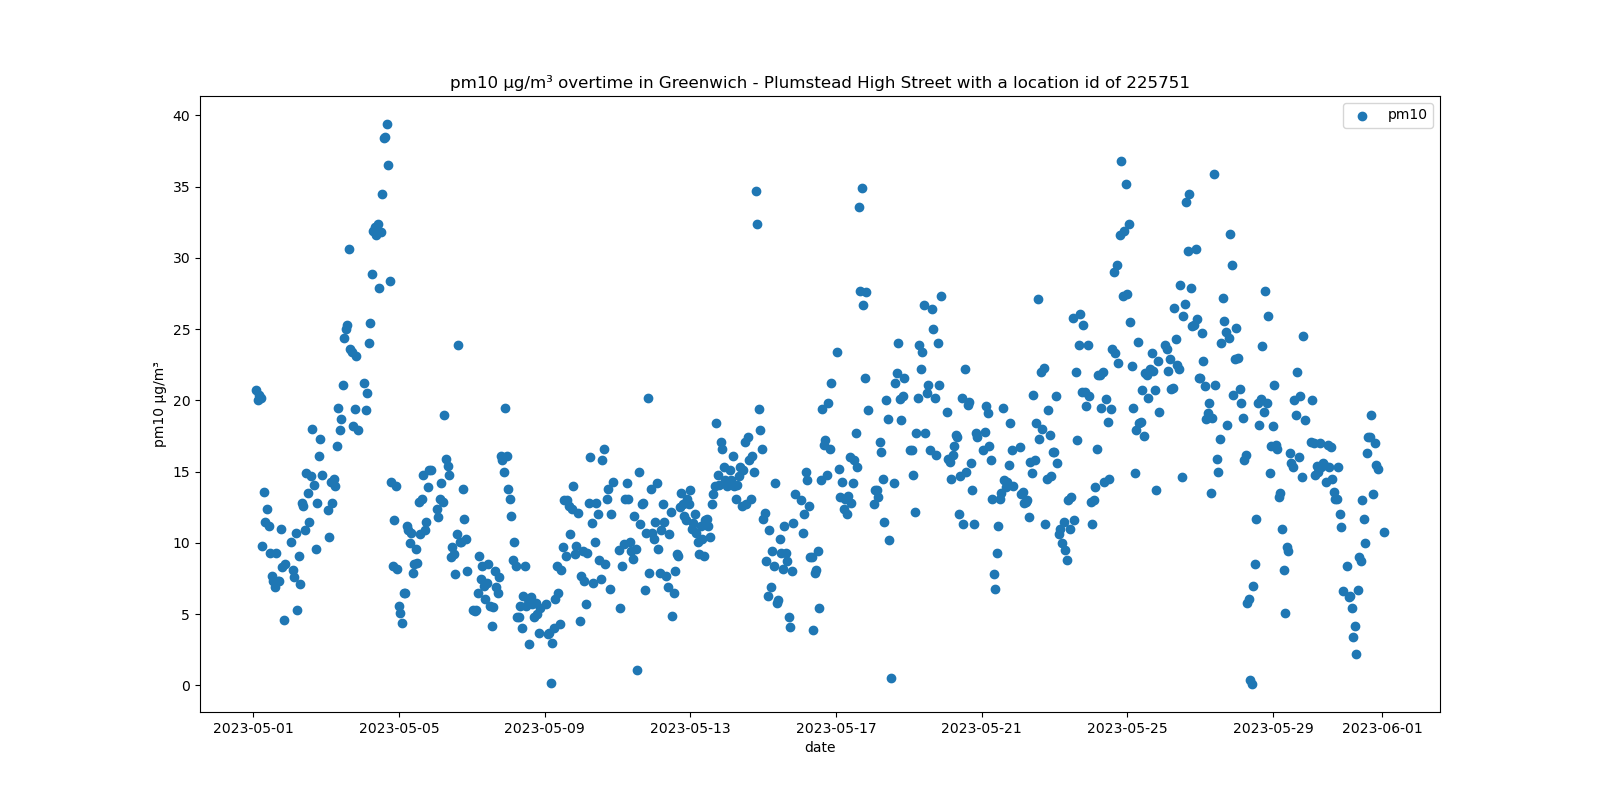 pm10 µg/m³ overtime in Greenwich - Plumstead High Street with a location id of 225751
pm10
40
35
30
25
20
15
10
5
0
pm10 µg/m³
2023-05-01 2023-05-05 2023-05-09 2023-05-13 2023-05-17 2023-05-21 2023-05-25 2023-05-29 2023-06-01
date